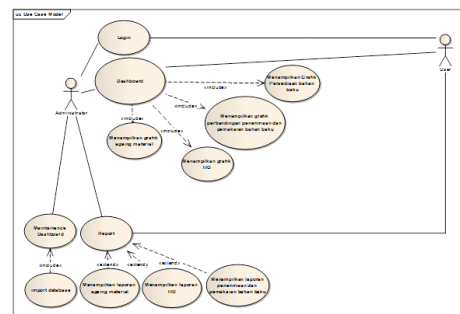 uc Use Case Model
Login
User
Dashboard
Administrator
«include»
Menampilkan Grafik
Persediaan bahan
baku
«include»
Menampilkan grafik
perbandingan penerimaan dan
pemakaian bahan baku
«include»
Menampilkan grafik
ageing material
«include»
Menampilkan grafik
Maintenance
Dashboard
Report
«include»
import database
«extend»
Menampilkan laporan
ageing material
«extend»
Menampilkan laporan
«extend»
Menampilkan laporan
penerimaan dan
pemakaian bahan baku